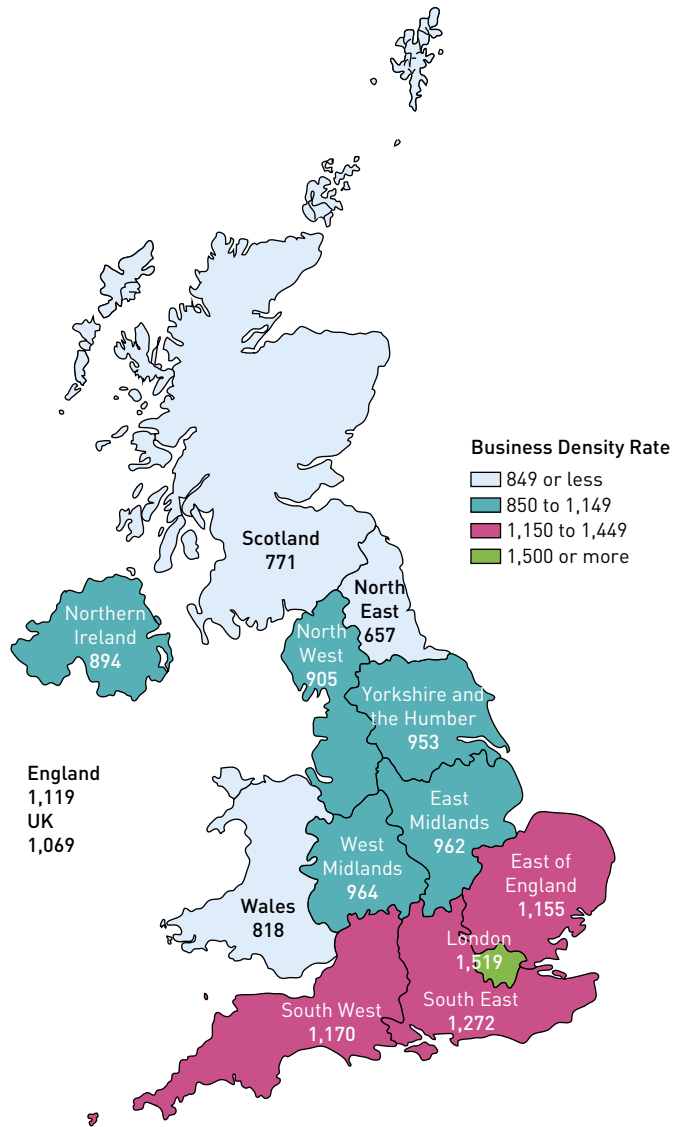 Business Density Rate
849 or less
850 to 1,149
1,150 to 1,449
1,500 or more
Scotland
771
North
East
657
Northern
Ireland
894
North
West
905
Yorkshire and
the Humber
953
England
1,119
UK
1,069
East
Midlands
962
West
Midlands
964
East of
England
1,155
Wales
818
London
1,519
South East
1,272
South West
1,170